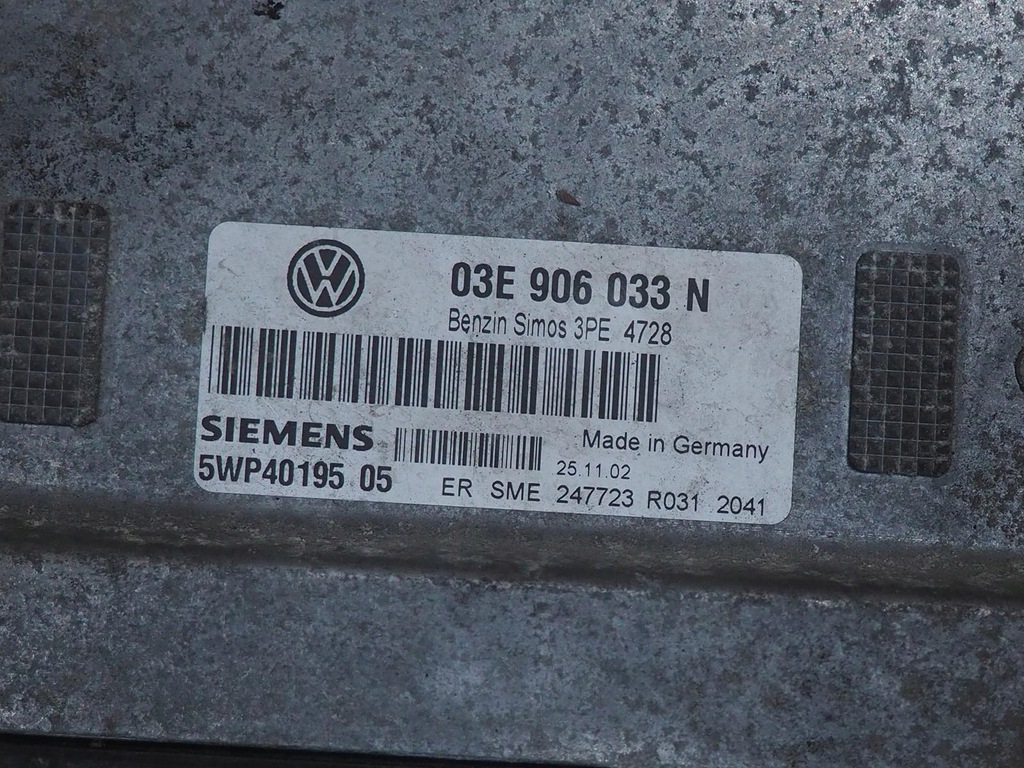 03E 906 033 N
Benzin Simos 3PE 4728
SIEMENS
Made in Germany
5WP40195 05
25.11.02
ER SME 247723 R031 2041